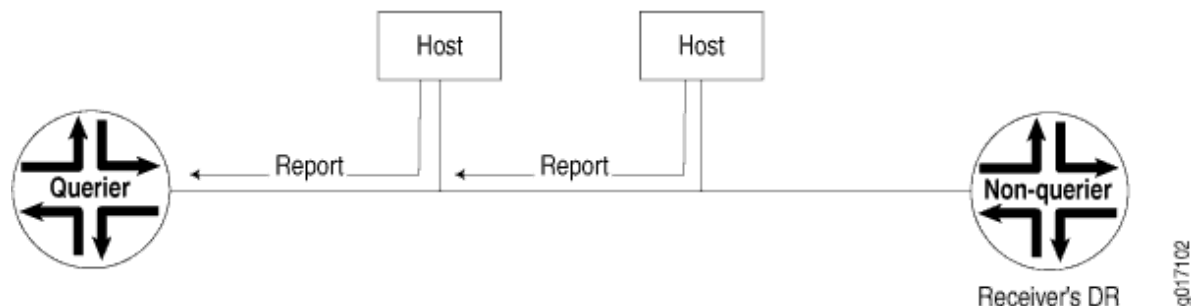 Host
Host
Report
Report
Querier
Non-querier
Receiver's DR
g017102